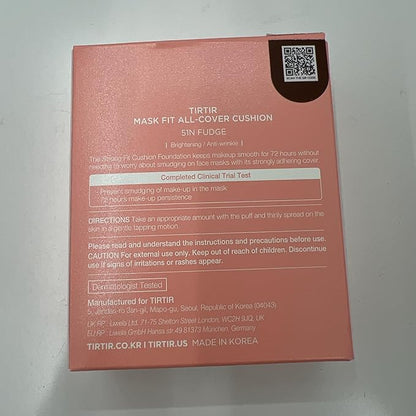 SCAN THE QR CODE
TIRTIR
MASK FIT ALL-COVER CUSHION
51N FUDGE
| Brightening / Anti-wrinkle |
The Strong Fit Cushion Foundation keeps makeup smooth for 72 hours without
needing to worry about smudging on face masks with its strongly adhering cover.
Completed Clinical Trial Test
Prevent smudging of make-up in the mask
72 hours make-up persistence
DIRECTIONS Take an appropriate amount with the puff and thinly spread on the
skin in a gentle tapping motion.
Please read and understand the instructions and precautions before use.
CAUTION For external use only. Keep out of reach of children. Discontinue
use if signs of irritations or rashes appear.
Dermatologist Tested
Manufactured for TIRTIR
5, Jandari-ro 3an-gil, Mapo-gu, Seoul, Republic of Korea (04043)
UK RP : Liwela Ltd. 71-75 Shelton Street London, WC2H 9JQ, UK
EU RP : Liwela GmbH Hansa str.49 81373 München, Germany
TIRTIR.CO.KR I TIRTIR.US MADE IN KOREA